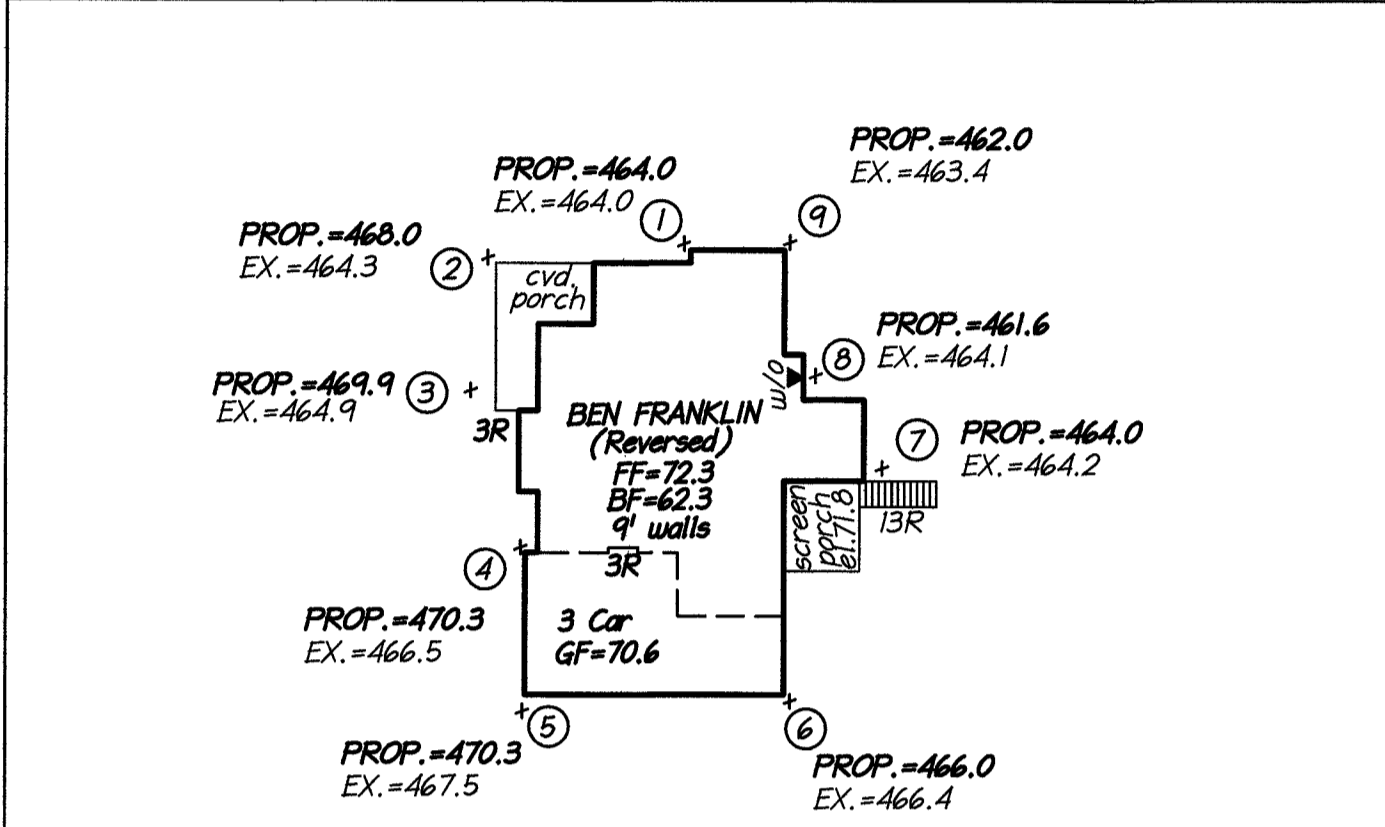 PROP.=462.0
EX.=463.4
PROP.=464.0
EX.=464.0
1
9
PROP.=468.0
EX.=464.3
2
cvd.
porch
PROP.=461.6
EX.=464.1
8
w/o
PROP.=469.9
EX.=464.9
3
3R
BEN FRANKLIN
(Reversed)
FF=72.3
BF=62.3
9' walls
7
PROP.=464.0
EX.=464.2
screen
porch
el.71.8
13R
3R
4
PROP.=470.3
EX.=466.5
3 Car
GF=70.6
5
6
PROP.=470.3
EX.=467.5
PROP.=466.0
EX.=466.4